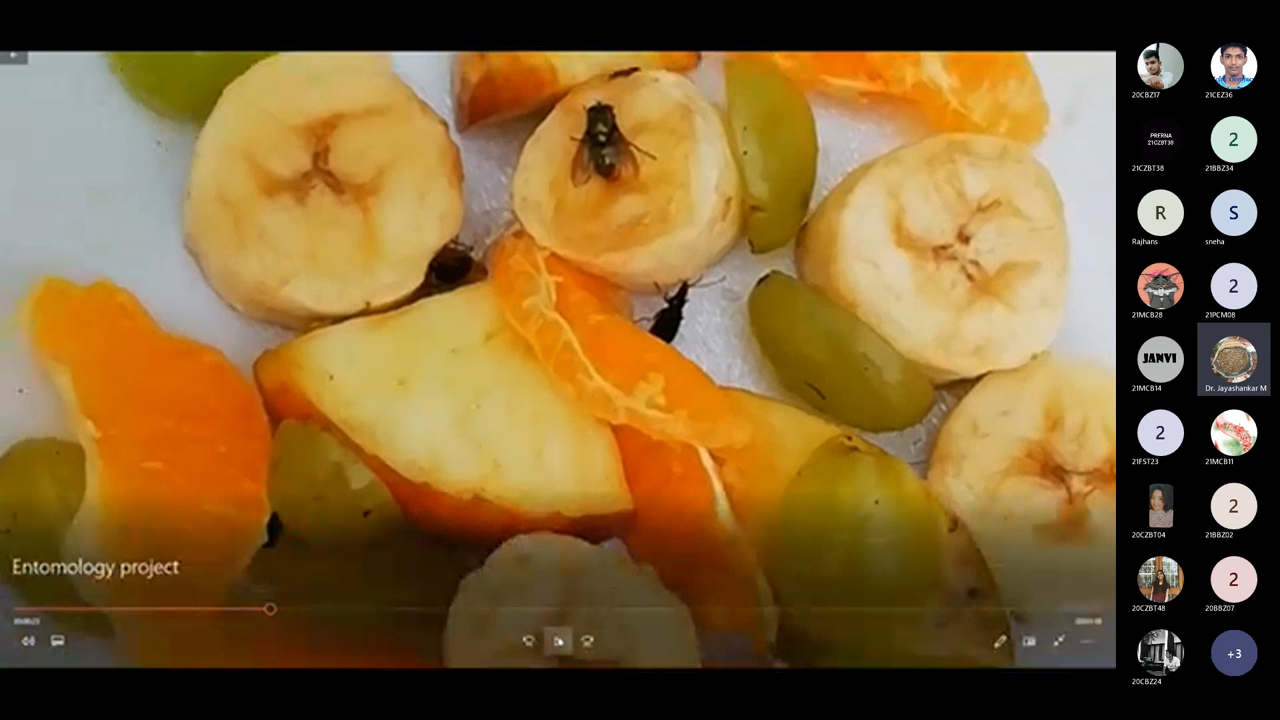 Entomology project
20CBZ17
21CEZ36
PRERNA
21CZBT38
21CZBT38
2
21BBZ34
R
Rajhans
S
sneha
21MCB28
2
21PCM08
JANVI
21MCB14
Dr. Jayashankar M
2
21FST23
21MCB11
20CZBT04
2
21BBZ02
20CZBT48
2
20BBZ07
20CBZ24
+3